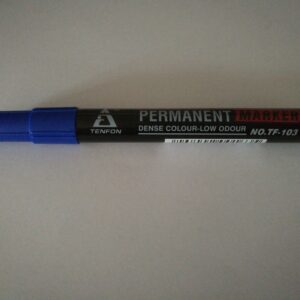 TENFON
PERMANENT MARKER
DENSE COLOUR-LOW ODOUR
NO.TF-103